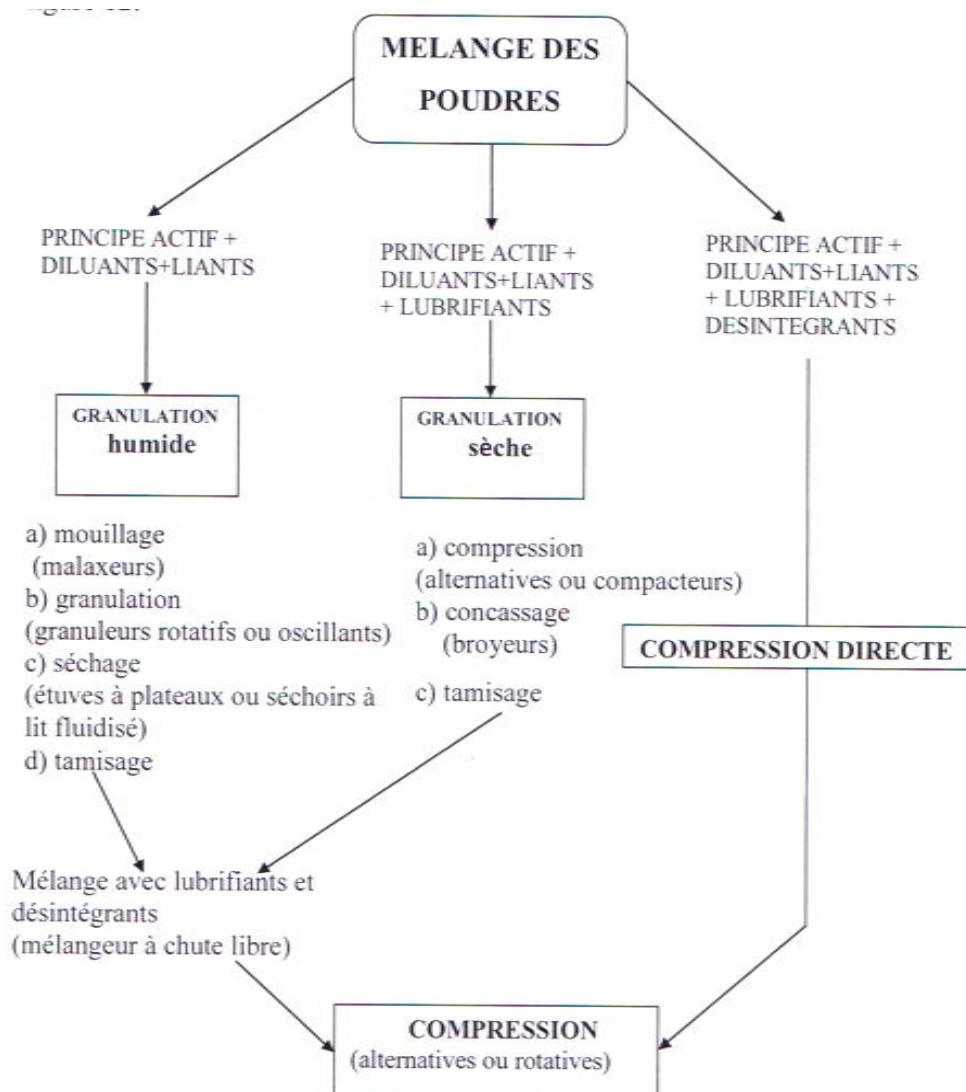 MELANGE DES
POUDRES
PRINCIPE ACTIF +
DILUANTS+LIANTS
PRINCIPE ACTIF +
DILUANTS+LIANTS
+ LUBRIFIANTS
PRINCIPE ACTIF +
DILUANTS+LIANTS
+ LUBRIFIANTS +
DESINTEGRANTS
GRANULATION
humide
GRANULATION
sèche
a) mouillage
(malaxeurs)
b) granulation
(granuleurs rotatifs ou oscillants)
c) séchage
(étuves à plateaux ou séchoirs à
lit fluidisé)
d) tamisage
a) compression
(alternatives ou compacteurs)
b) concassage
(broyeurs)
c) tamisage
COMPRESSION DIRECTE
Mélange avec lubrifiants et
désintégrants
(mélangeur à chute libre)
COMPRESSION
(alternatives ou rotatives)